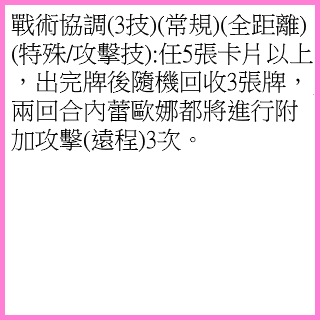 戰術協調(3技)(常規)(全距離)
(特殊/攻擊技):任5張卡片以上
，出完牌後隨機回收3張牌，
兩回合內蕾歐娜都將進行附
加攻擊(遠程)3次。